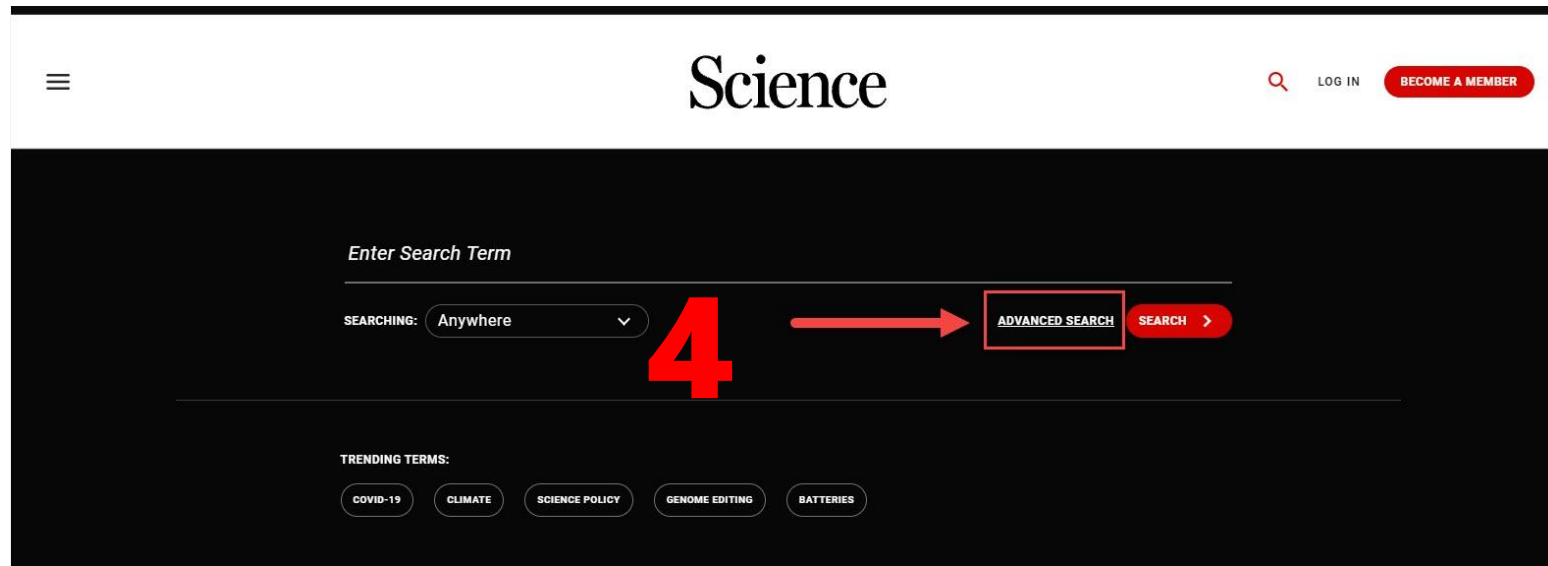 Science
LOG IN
BECOME A MEMBER
Enter Search Term
SEARCHING: Anywhere
4
ADVANCED SEARCH
SEARCH
TRENDING TERMS:
COVID-19 CLIMATE SCIENCE POLICY GENOME EDITING BATTERIES